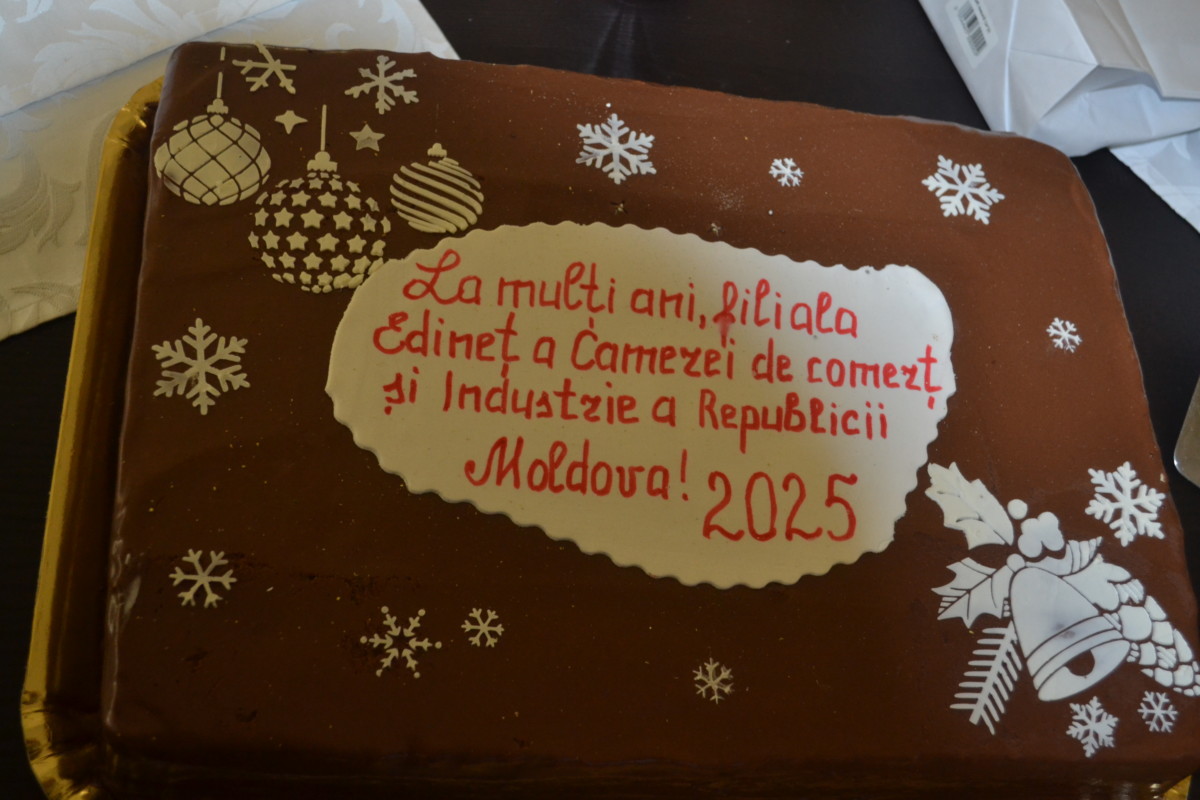 La mulți ani, filiala
Edineț a Camerei de comerț
și Industrie a Republicii
Moldova! 2025